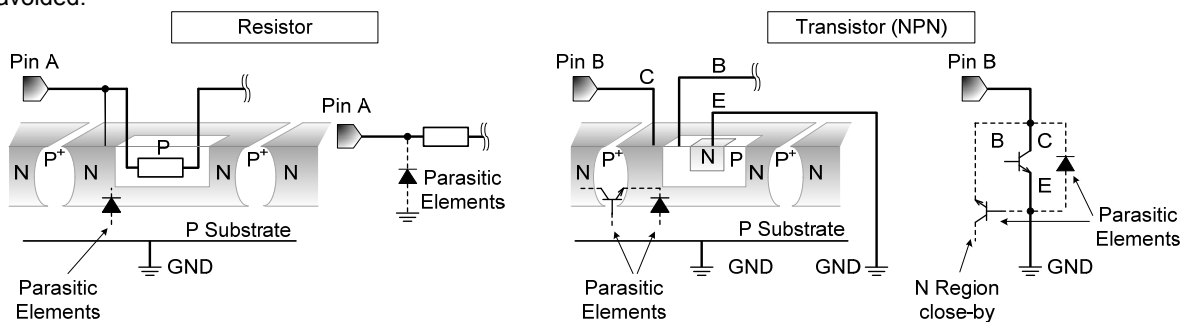 avoided.
Resistor
Transistor (NPN)
Pin A
Pin A
N
P+
N
P
N
P+
N
Parasitic
Elements
P Substrate
GND
Parasitic
Elements
Pin B
C
B
E
N
P+
N
N
P
N
P+
N
P Substrate
GND
GND
Parasitic
Elements
Pin B
B
C
E
Parasitic
Elements
GND
N Region
close-by